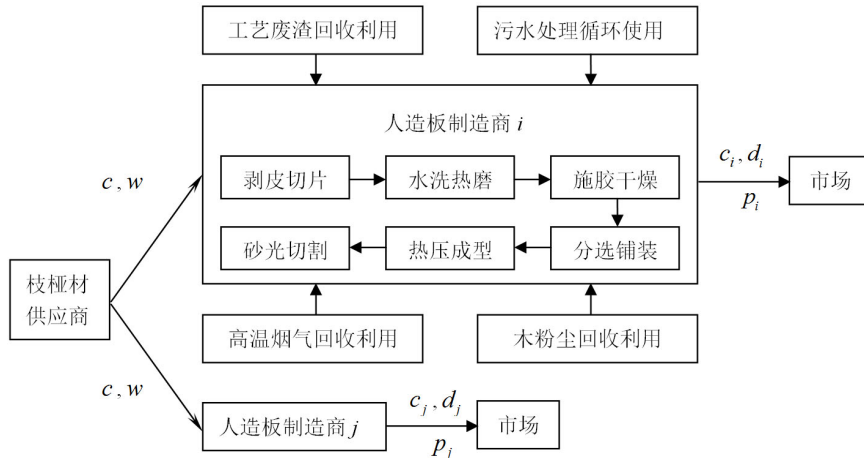 工艺废渣回收利用
污水处理循环使用
人造板制造商 i
剥皮切片
水洗热磨
施胶干燥
砂光切割
热压成型
分选铺装
c , w
c_i , d_i
p_i
市场
枝桠材
供应商
高温烟气回收利用
木粉尘回收利用
c , w
人造板制造商 j
c_j , d_j
p_j
市场